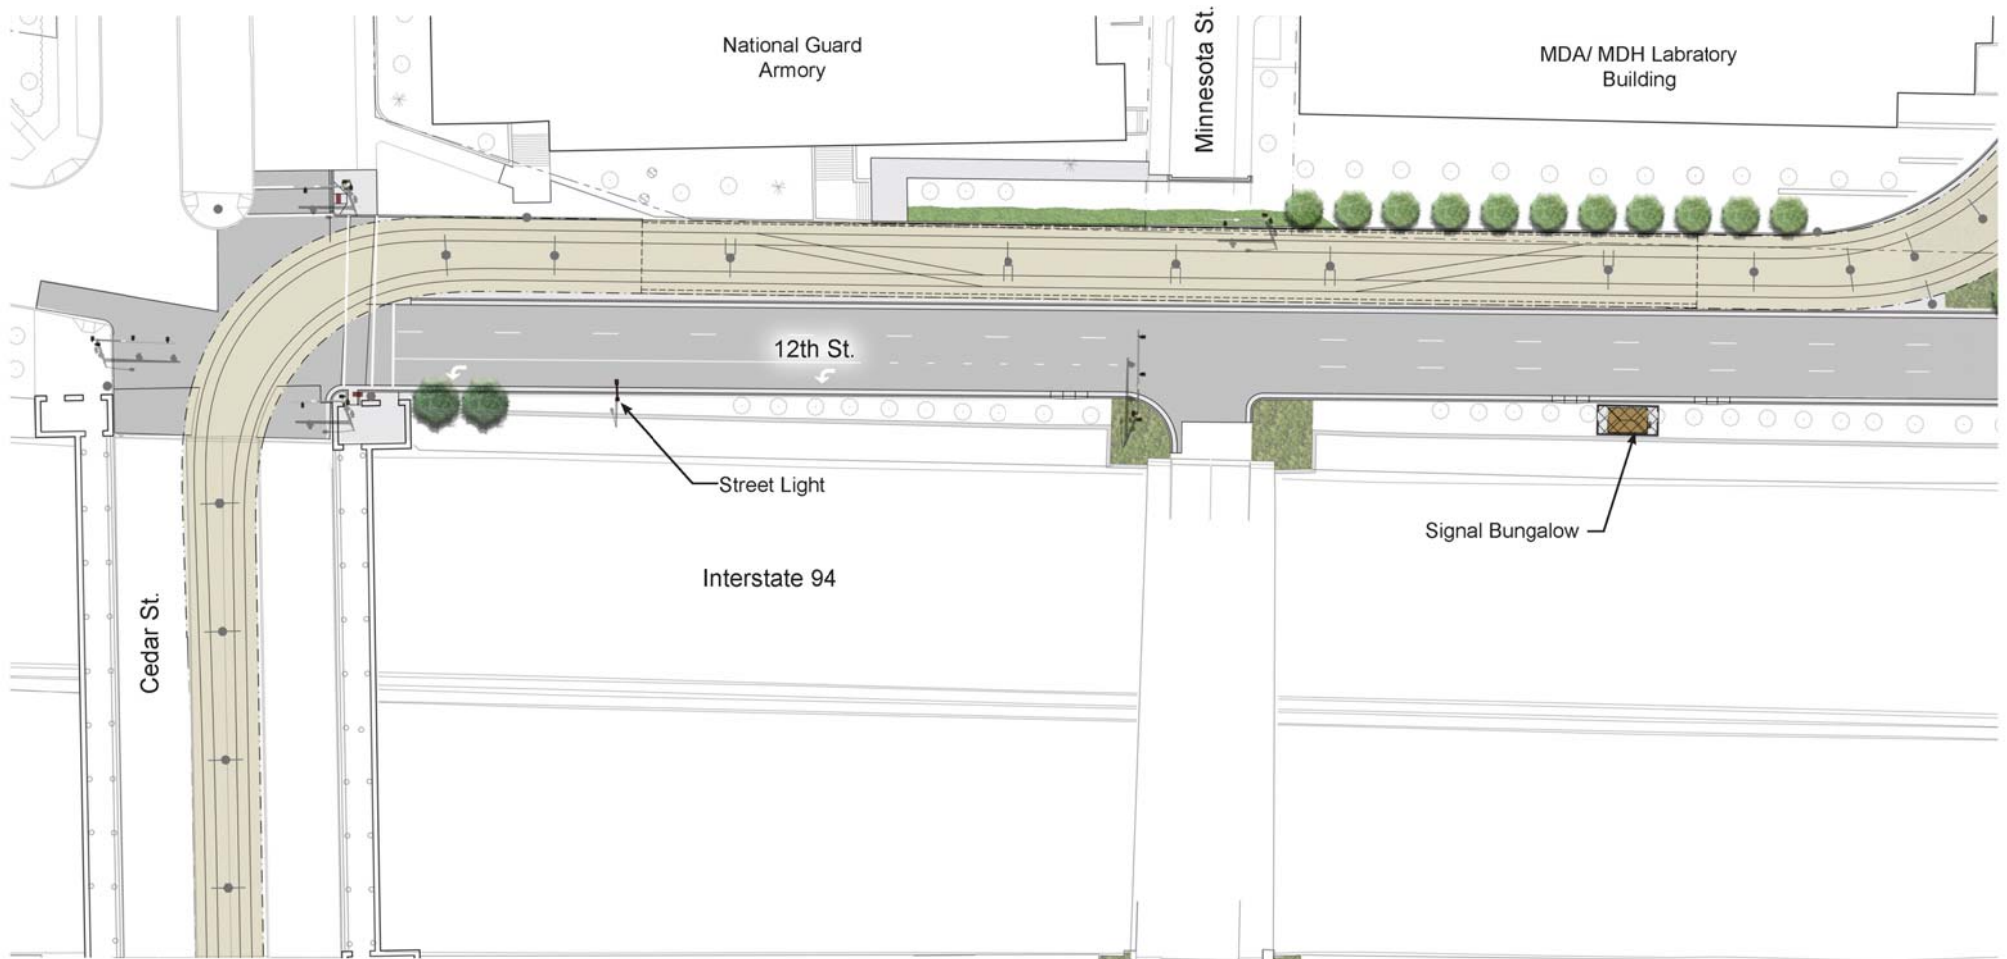 National Guard
Armory
Minnesota St.
MDA/ MDH Labratory
Building
12th St.
Street Light
Signal Bungalow
Interstate 94
Cedar St.